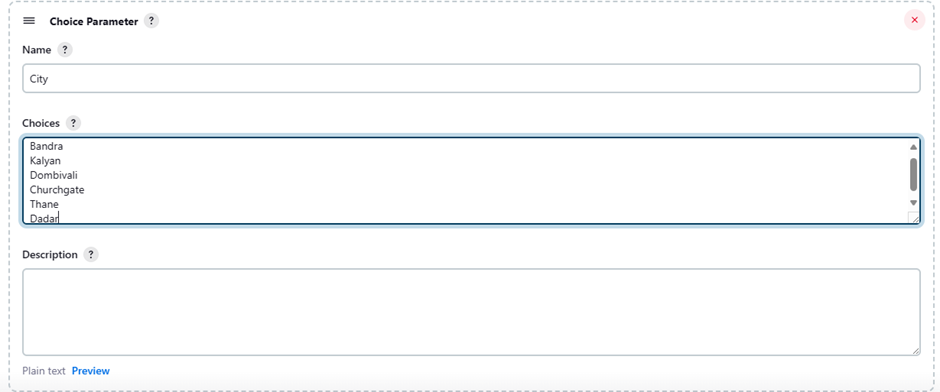 Choice Parameter ?
Name ?
City
Choices ?
Bandra
Kalyan
Dombivali
Churchgate
Thane
Dadar
Description ?
Plain text Preview